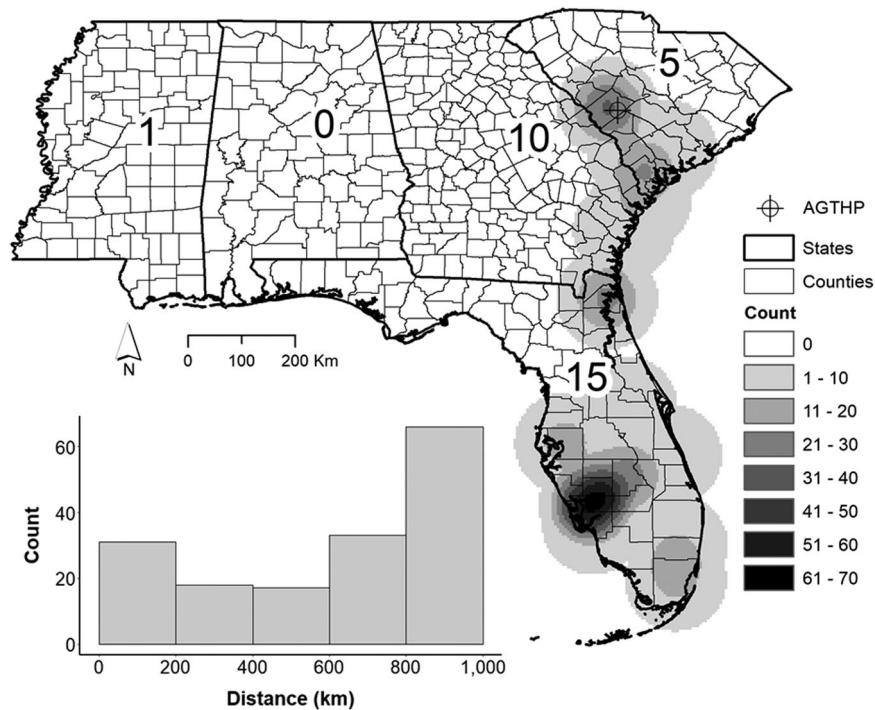 5
1
0
10
AGTHP
States
Counties
Count
0
1 - 10
11 - 20
21 - 30
31 - 40
41 - 50
51 - 60
61 - 70
N
0 100 200 Km
15
60
40
20
0
Count
0 200 400 600 800 1,000
Distance (km)